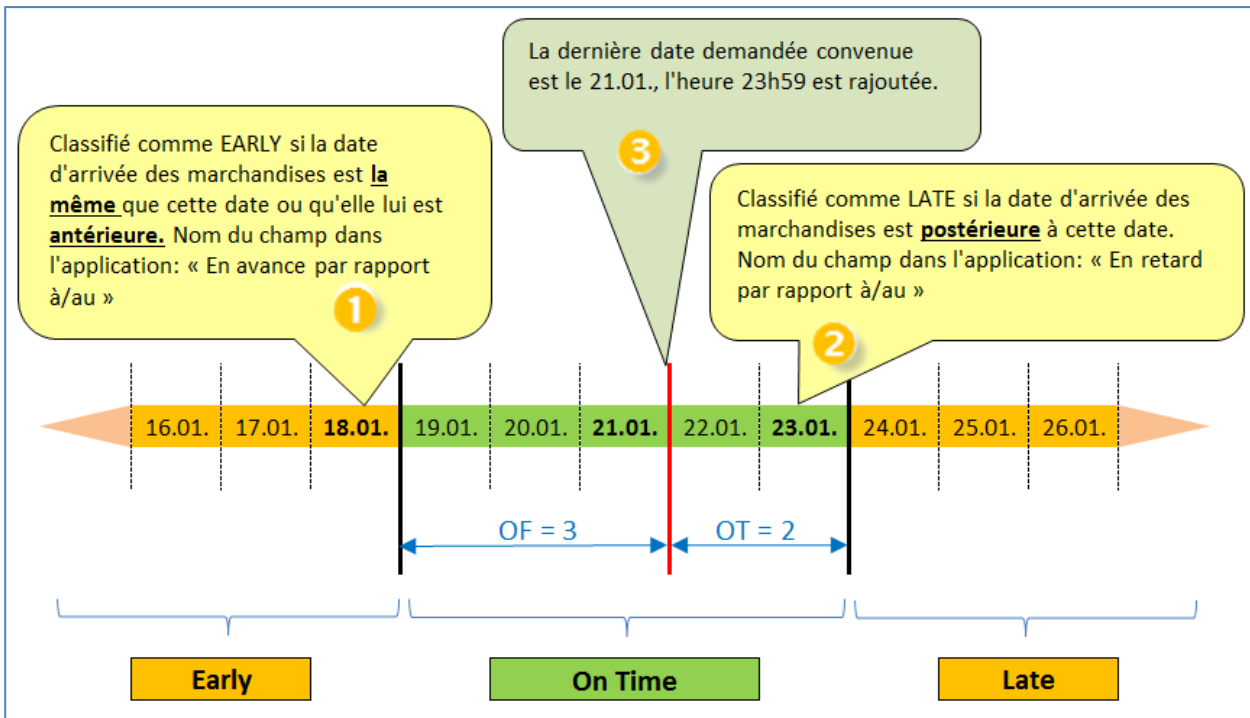 La dernière date demandée convenue
est le 21.01., l'heure 23h59 est rajoutée.
3
Classifié comme EARLY si la date
d'arrivée des marchandises est la
même que cette date ou qu'elle lui est
antérieure. Nom du champ dans
l'application: « En avance par rapport
à/au »
1
Classifié comme LATE si la date d'arrivée des
marchandises est postérieure à cette date.
Nom du champ dans l'application: « En retard
par rapport à/au »
2
16.01. 17.01. 18.01. 19.01. 20.01. 21.01. 22.01. 23.01. 24.01. 25.01. 26.01.
OF = 3 OT = 2
Early On Time Late